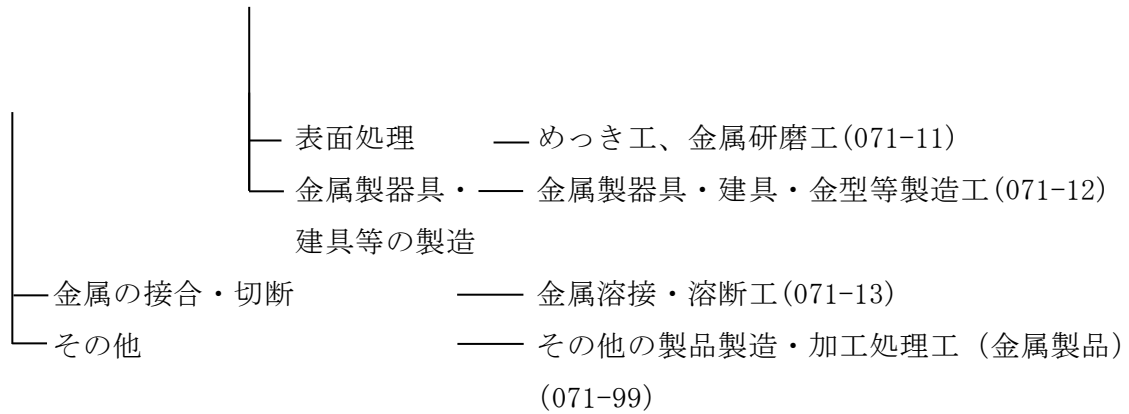 表面処理 めっき工、金属研磨工(071-11)
金属製器具・ 金属製器具・建具・金型等製造工(071-12)
建具等の製造
金属の接合・切断 金属溶接・溶断工(071-13)
その他 その他の製品製造・加工処理工（金属製品）
(071-99)